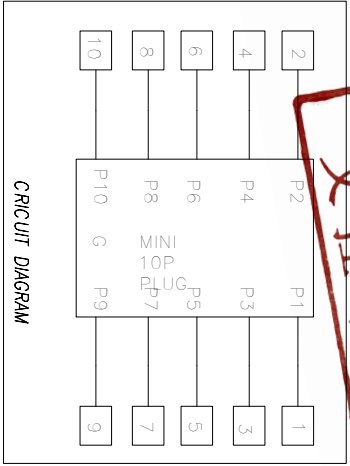 10 8 6 4 2
P10 P8 P6 P4 P2
G
MINI
10P
PLUG
P9 P7 P5 P3 P1
9 7 5 3 1
CRICUIT DIAGRAM